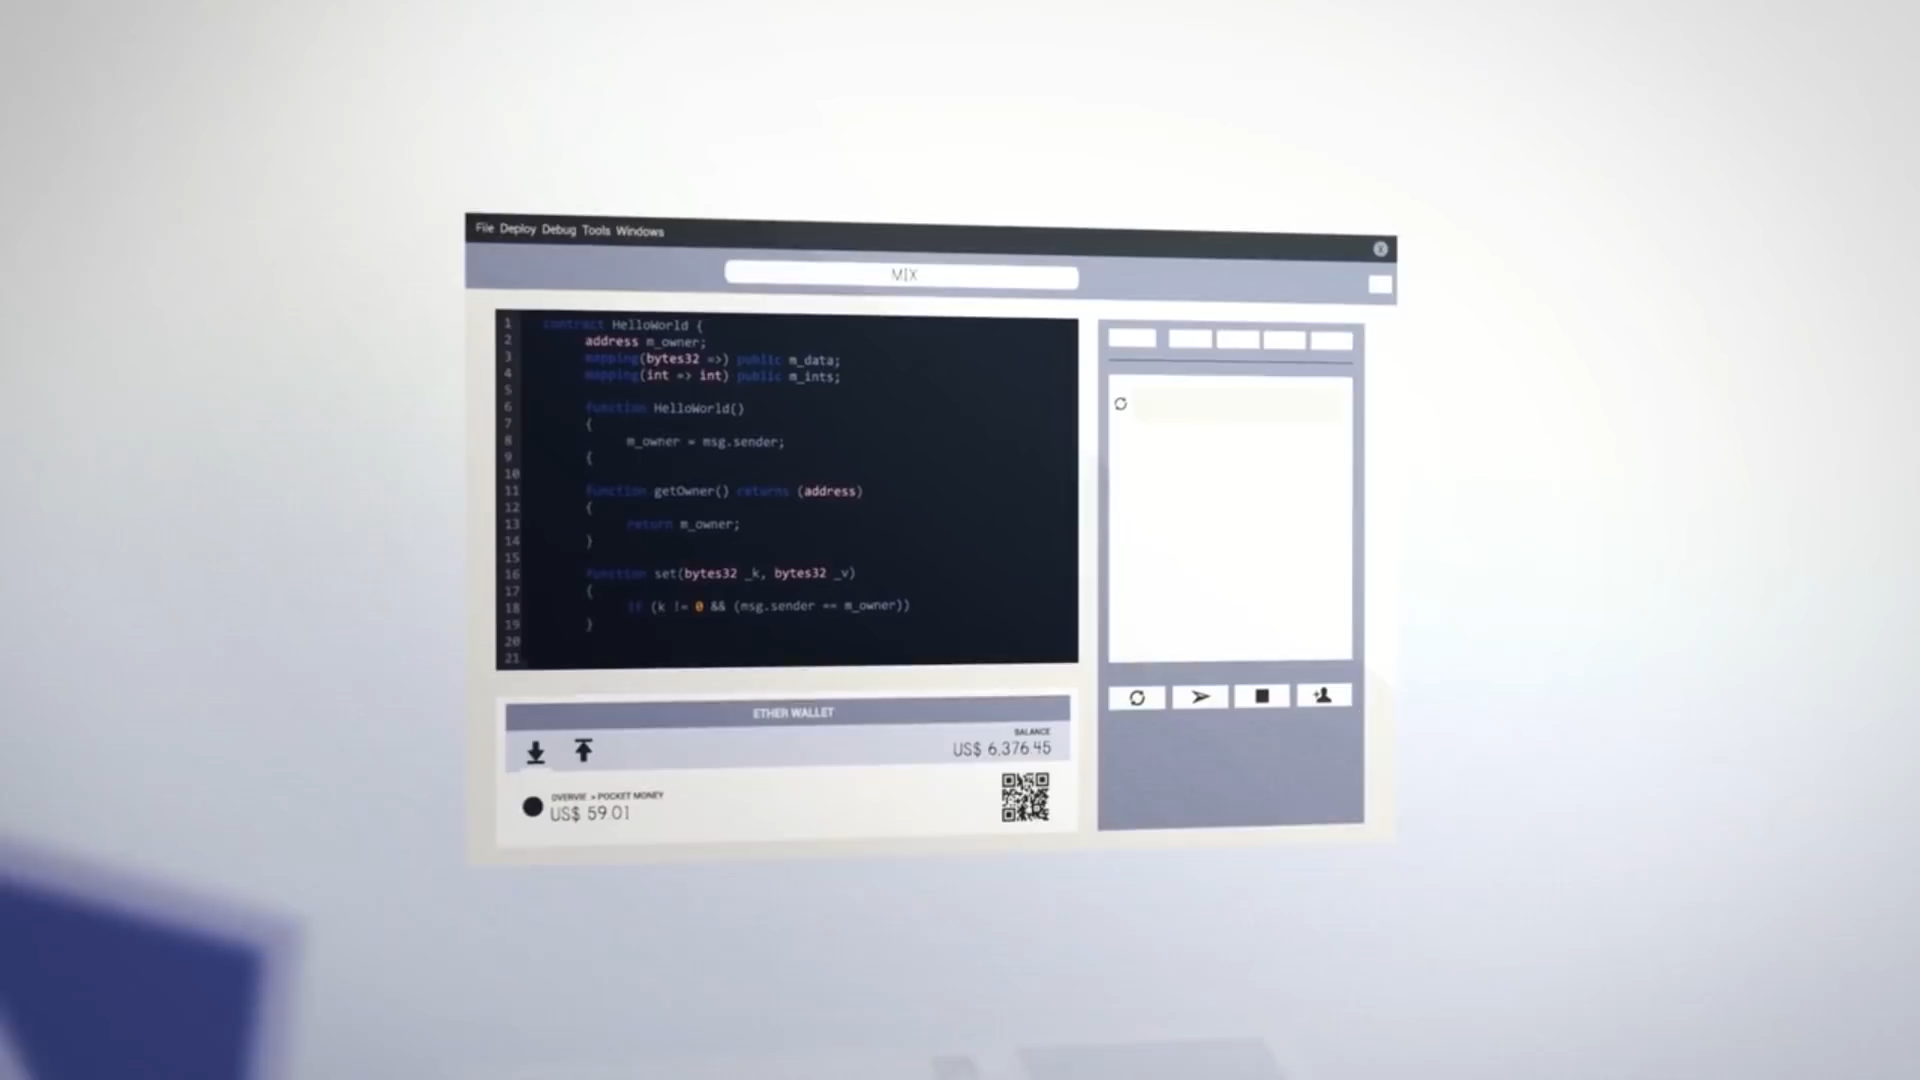 File Deploy Debug Tools Windows
X
MIX
1 contract HelloWorld {
2 address m_owner;
3 mapping(bytes32 =>) public m_data;
4 mapping(int => int) public m_ints;
5
6 function HelloWorld()
7 {
8 m_owner = msg.sender;
9 {
10
11 function getOwner() returns (address)
12 {
13 return m_owner;
14 }
15
16 function set(bytes32 _k, bytes32 _v)
17 {
18 if (k != 0 && (msg.sender == m_owner))
19 }
20
21
ETHER WALLET
BALANCE
US$ 6,376.45
OVERVIE > POCKET MONEY
US$ 59.01